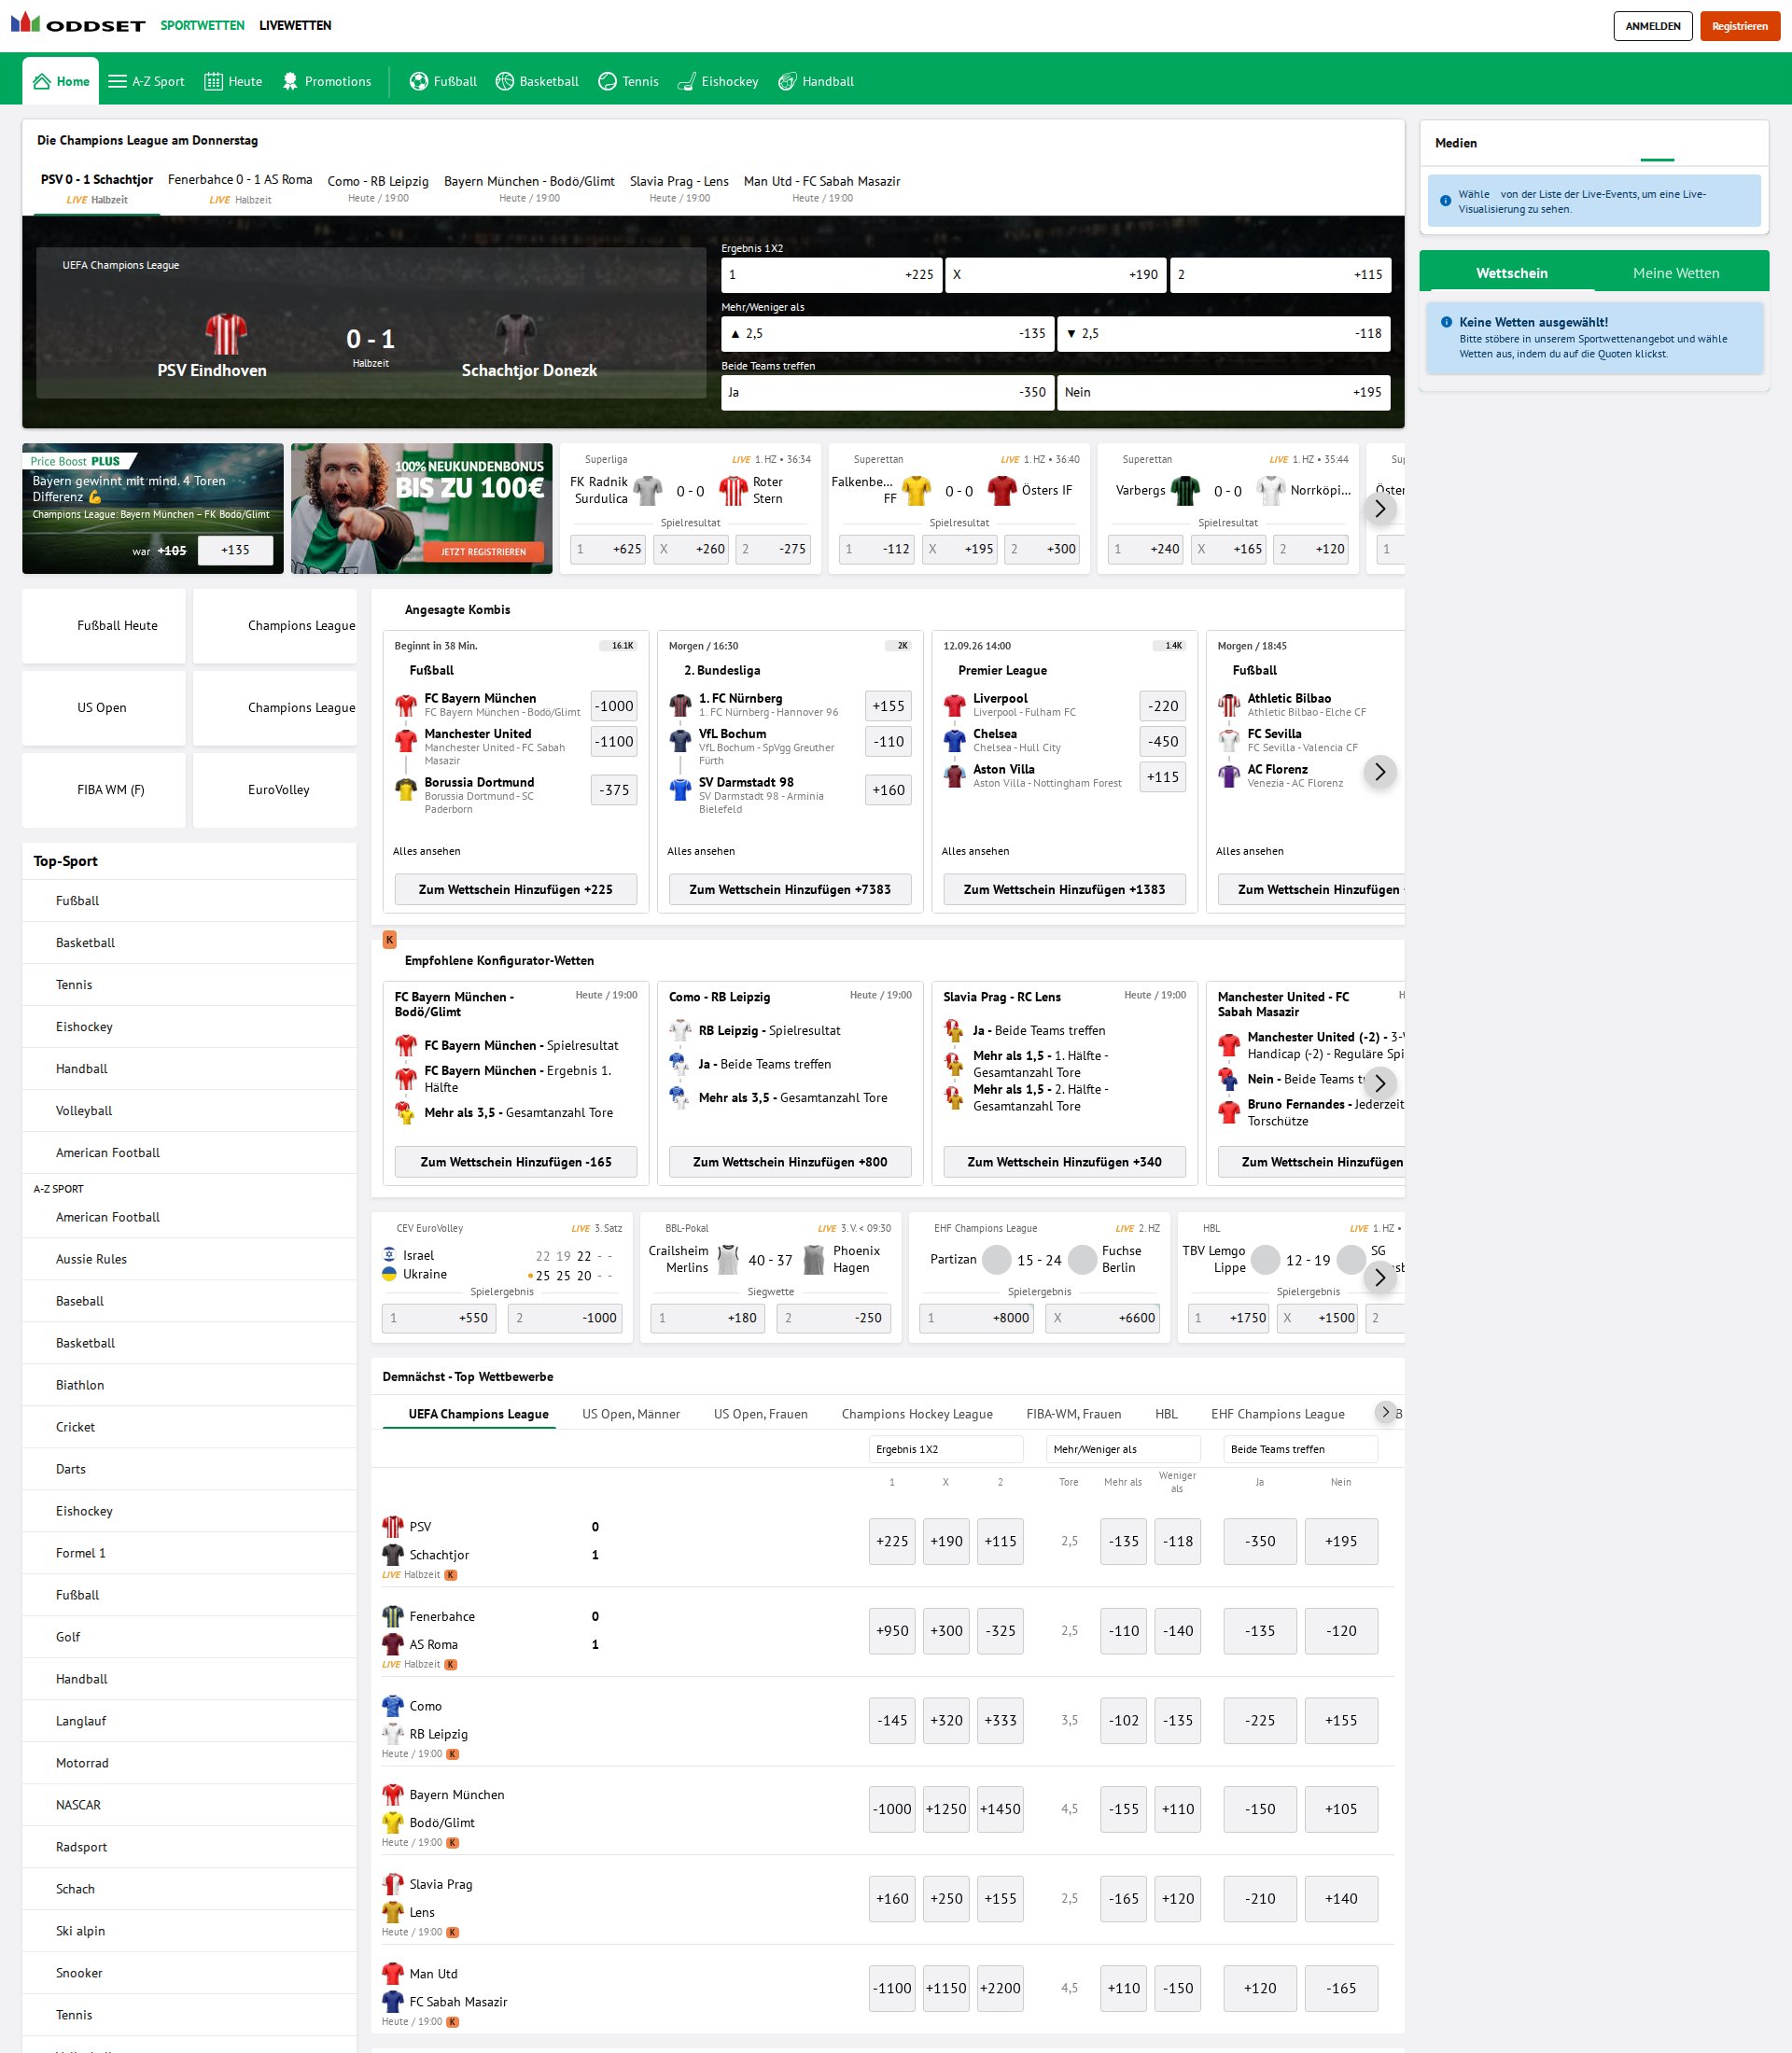 ODDSET
SPORTWETTEN
LIVEWETTEN
ANMELDEN
Registrieren
Home
A-Z Sport
Heute
Promotions
Fußball
Basketball
Tennis
Eishockey
Handball
Die Champions League am Donnerstag
PSV 0 - 1 Schachtjor
LIVE Halbzeit
Fenerbahce 0 - 1 AS Roma
LIVE Halbzeit
Como - RB Leipzig
Heute / 19:00
Bayern München - Bodö/Glimt
Heute / 19:00
Slavia Prag - Lens
Heute / 19:00
Man Utd - FC Sabah Masazir
Heute / 19:00
UEFA Champions League
PSV Eindhoven
0 - 1
Halbzeit
Schachtjor Donezk
Ergebnis 1X2
1 +225
X +190
2 +115
Mehr/Weniger als
▲ 2,5 -135
▼ 2,5 -118
Beide Teams treffen
Ja -350
Nein +195
Medien
Wähle von der Liste der Live-Events, um eine Live-
Visualisierung zu sehen.
Wettschein
Meine Wetten
Keine Wetten ausgewählt!
Bitte stöbere in unserem Sportwettenangebot und wähle
Wetten aus, indem du auf die Quoten klickst.
Price Boost PLUS
Bayern gewinnt mit mind. 4 Toren
Differenz 💪
Champions League: Bayern München – FK Bodö/Glimt
war +105 +135
100% NEUKUNDENBONUS
BIS ZU 100€
JETZT REGISTRIEREN
Superliga
LIVE 1. HZ • 36:34
FK Radnik
Surdulica
0 - 0
Roter
Stern
Spielresultat
1 +625
X +260
2 -275
Superettan
LIVE 1. HZ • 36:40
Falkenbe...
FF
0 - 0
Östers IF
Spielresultat
1 -112
X +195
2 +300
Superettan
LIVE 1. HZ • 35:44
Varbergs
0 - 0
Norrköpi...
Spielresultat
1 +240
X +165
2 +120
1
Fußball Heute
Champions League
US Open
Champions League
FIBA WM (F)
EuroVolley
Top-Sport
Fußball
Basketball
Tennis
Eishockey
Handball
Volleyball
American Football
A-Z SPORT
American Football
Aussie Rules
Baseball
Basketball
Biathlon
Cricket
Darts
Eishockey
Formel 1
Fußball
Golf
Handball
Langlauf
Motorrad
NASCAR
Radsport
Schach
Ski alpin
Snooker
Tennis
Angesagte Kombis
Beginnt in 38 Min.
16.1K
Fußball
FC Bayern München
FC Bayern München - Bodö/Glimt
-1000
Manchester United
Manchester United - FC Sabah
Masazir
-1100
Borussia Dortmund
Borussia Dortmund - SC
Paderborn
-375
Alles ansehen
Zum Wettschein Hinzufügen +225
Morgen / 16:30
2K
2. Bundesliga
1. FC Nürnberg
1. FC Nürnberg - Hannover 96
+155
VfL Bochum
VfL Bochum - SpVgg Greuther
Fürth
-110
SV Darmstadt 98
SV Darmstadt 98 - Arminia
Bielefeld
+160
Alles ansehen
Zum Wettschein Hinzufügen +7383
12.09.26 14:00
1.4K
Premier League
Liverpool
Liverpool - Fulham FC
-220
Chelsea
Chelsea - Hull City
-450
Aston Villa
Aston Villa - Nottingham Forest
+115
Alles ansehen
Zum Wettschein Hinzufügen +1383
Morgen / 18:45
Fußball
Athletic Bilbao
Athletic Bilbao - Elche CF
FC Sevilla
FC Sevilla - Valencia CF
AC Florenz
Venezia - AC Florenz
Alles ansehen
Zum Wettschein Hinzufügen
K
Empfohlene Konfigurator-Wetten
FC Bayern München -
Bodö/Glimt
Heute / 19:00
FC Bayern München - Spielresultat
FC Bayern München - Ergebnis 1.
Hälfte
Mehr als 3,5 - Gesamtanzahl Tore
Zum Wettschein Hinzufügen -165
Como - RB Leipzig
Heute / 19:00
RB Leipzig - Spielresultat
Ja - Beide Teams treffen
Mehr als 3,5 - Gesamtanzahl Tore
Zum Wettschein Hinzufügen +800
Slavia Prag - RC Lens
Heute / 19:00
Ja - Beide Teams treffen
Mehr als 1,5 - 1. Hälfte -
Gesamtanzahl Tore
Mehr als 1,5 - 2. Hälfte -
Gesamtanzahl Tore
Zum Wettschein Hinzufügen +340
Manchester United - FC
Sabah Masazir
Manchester United (-2) -
Handicap (-2) - Reguläre
Nein - Beide Teams
Bruno Fernandes - Jederzeit
Torschütze
Zum Wettschein Hinzufügen
CEV EuroVolley
LIVE 3. Satz
Israel 22 19 22 - -
Ukraine 25 25 20 - -
Spielergebnis
1 +550
2 -1000
BBL-Pokal
LIVE 3. V. < 09:30
Crailsheim
Merlins
40 - 37
Phoenix
Hagen
Siegwette
1 +180
2 -250
EHF Champions League
LIVE 2. HZ
Partizan
15 - 24
Fuchse
Berlin
Spielergebnis
1 +8000
X +6600
HBL
LIVE 1. HZ •
TBV Lemgo
Lippe
12 - 19
SG
Spielergebnis
1 +1750
X +1500
2
Demnächst - Top Wettbewerbe
UEFA Champions League
US Open, Männer
US Open, Frauen
Champions Hockey League
FIBA-WM, Frauen
HBL
EHF Champions League
Ergebnis 1X2
Mehr/Weniger als
Beide Teams treffen
1 X 2 Tore Mehr als Weniger als Ja Nein
PSV 0
Schachtjor 1
LIVE Halbzeit K
+225 +190 +115 2,5 -135 -118 -350 +195
Fenerbahce 0
AS Roma 1
LIVE Halbzeit K
+950 +300 -325 2,5 -110 -140 -135 -120
Como
RB Leipzig
Heute / 19:00 K
-145 +320 +333 3,5 -102 -135 -225 +155
Bayern München
Bodö/Glimt
Heute / 19:00 K
-1000 +1250 +1450 4,5 -155 +110 -150 +105
Slavia Prag
Lens
Heute / 19:00 K
+160 +250 +155 2,5 -165 +120 -210 +140
Man Utd
FC Sabah Masazir
Heute / 19:00 K
-1100 +1150 +2200 4,5 +110 -150 +120 -165